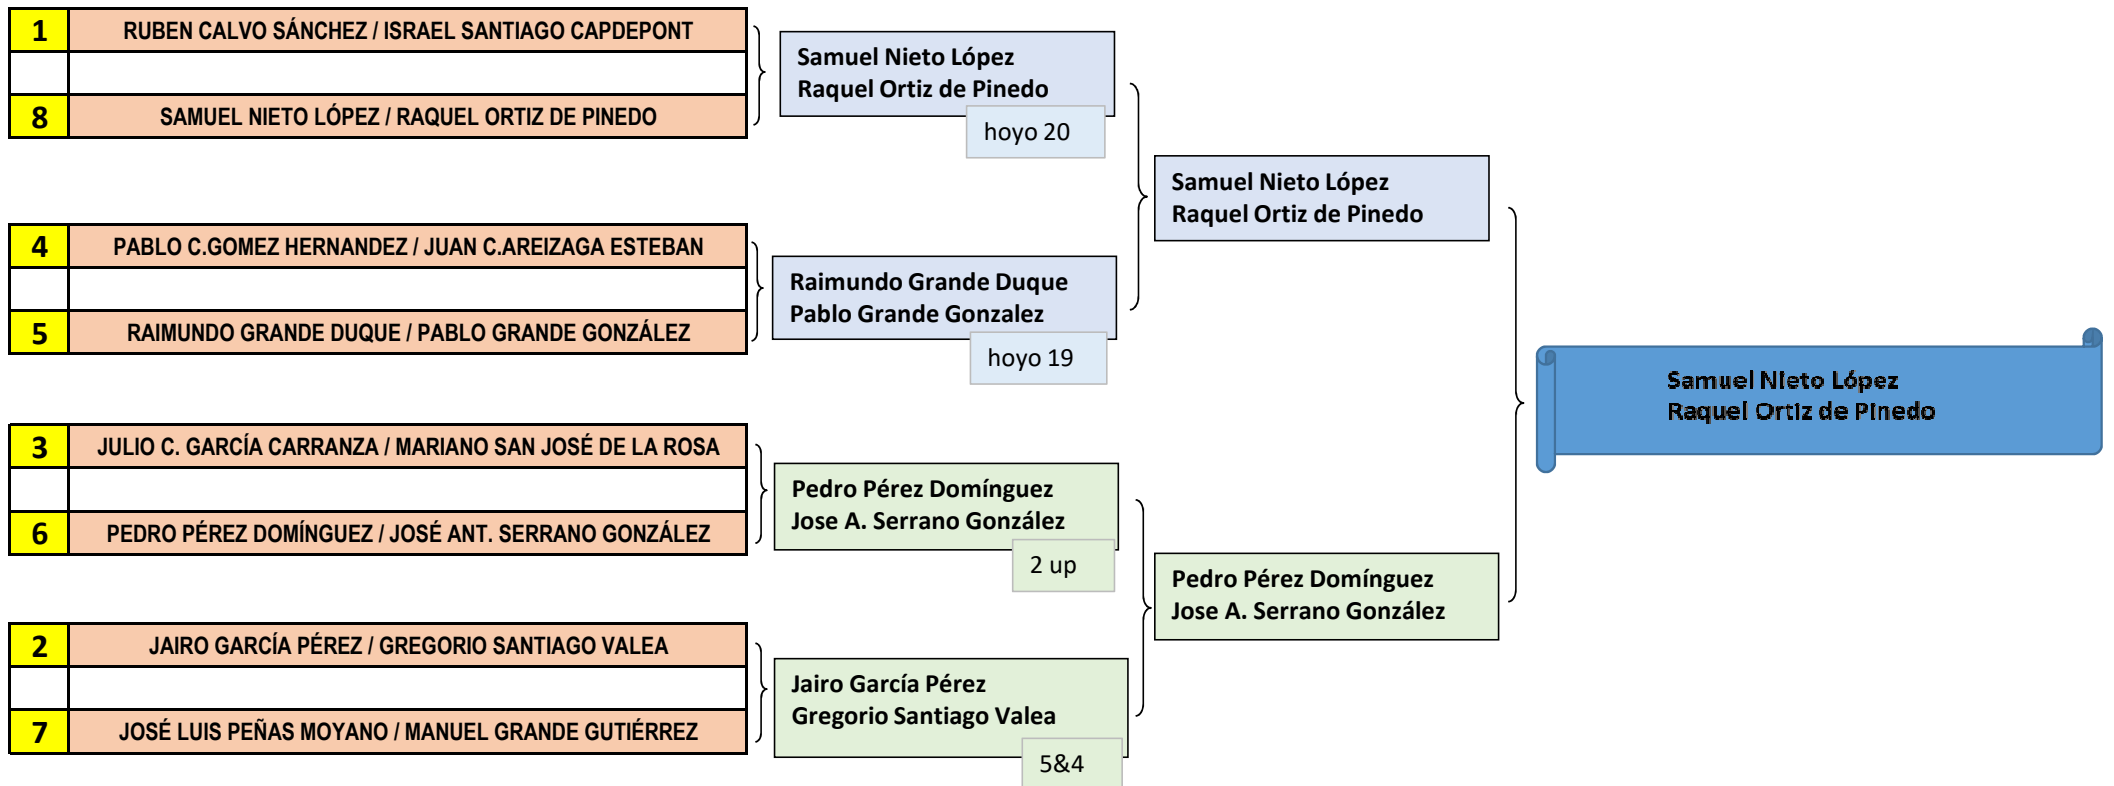 1 RUBEN CALVO SÁNCHEZ / ISRAEL SANTIAGO CAPDEPONT
8 SAMUEL NIETO LÓPEZ / RAQUEL ORTIZ DE PINEDO
4 PABLO C.GOMEZ HERNANDEZ / JUAN C.AREIZAGA ESTEBAN
5 RAIMUNDO GRANDE DUQUE / PABLO GRANDE GONZÁLEZ
3 JULIO C. GARCÍA CARRANZA / MARIANO SAN JOSÉ DE LA ROSA
6 PEDRO PÉREZ DOMÍNGUEZ / JOSÉ ANT. SERRANO GONZÁLEZ
2 JAIRO GARCÍA PÉREZ / GREGORIO SANTIAGO VALEA
7 JOSÉ LUIS PEÑAS MOYANO / MANUEL GRANDE GUTIÉRREZ
Samuel Nieto López
Raquel Ortiz de Pinedo
hoyo 20
Raimundo Grande Duque
Pablo Grande Gonzalez
hoyo 19
Pedro Pérez Domínguez
Jose A. Serrano González
2 up
Jairo García Pérez
Gregorio Santiago Valea
5&4
Samuel Nieto López
Raquel Ortiz de Pinedo
Pedro Pérez Domínguez
Jose A. Serrano González
Samuel Nieto López
Raquel Ortiz de Pinedo